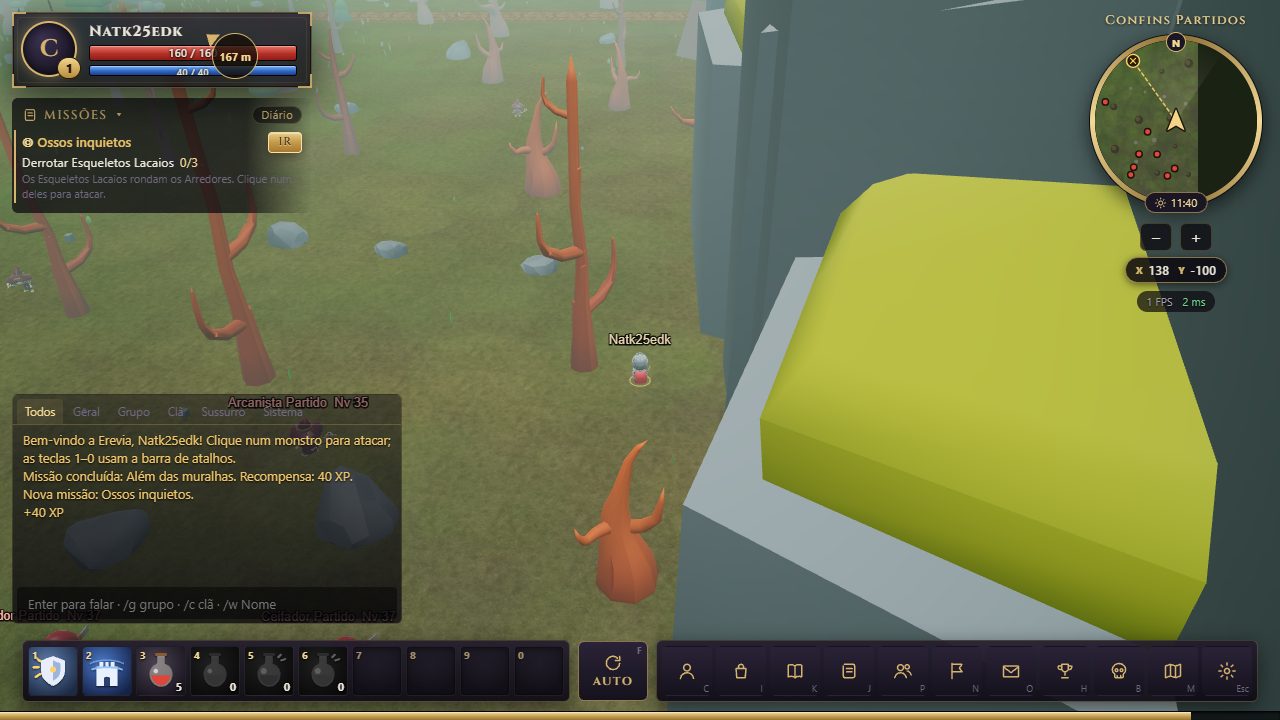 Natk25edk
C
1
160 / 16
167 m
40 / 40
MISSÕES
Diário
Ossos inquietos
IR
Derrotar Esqueletos Lacaios 0/3
Os Esqueletos Lacaios rondam os Arredores. Clique num
deles para atacar.
Confins Partidos
N
11:40
− +
X 138 Y -100
1 FPS 2 ms
Natk25edk
Arcanista Partido Nv 35
Todos Geral Grupo Clã Sussurro Sistema
Bem-vindo a Erevia, Natk25edk! Clique num monstro para atacar;
as teclas 1–0 usam a barra de atalhos.
Missão concluída: Além das muralhas. Recompensa: 40 XP.
Nova missão: Ossos inquietos.
+40 XP
Enter para falar · /g grupo · /c clã · /w Nome
dor Partido Nv 37
Ceifador Partido Nv 37
1 2 3 4 5 6 7 8 9 0
5 0 0 0
F
AUTO
C I K J P N O H B M Esc